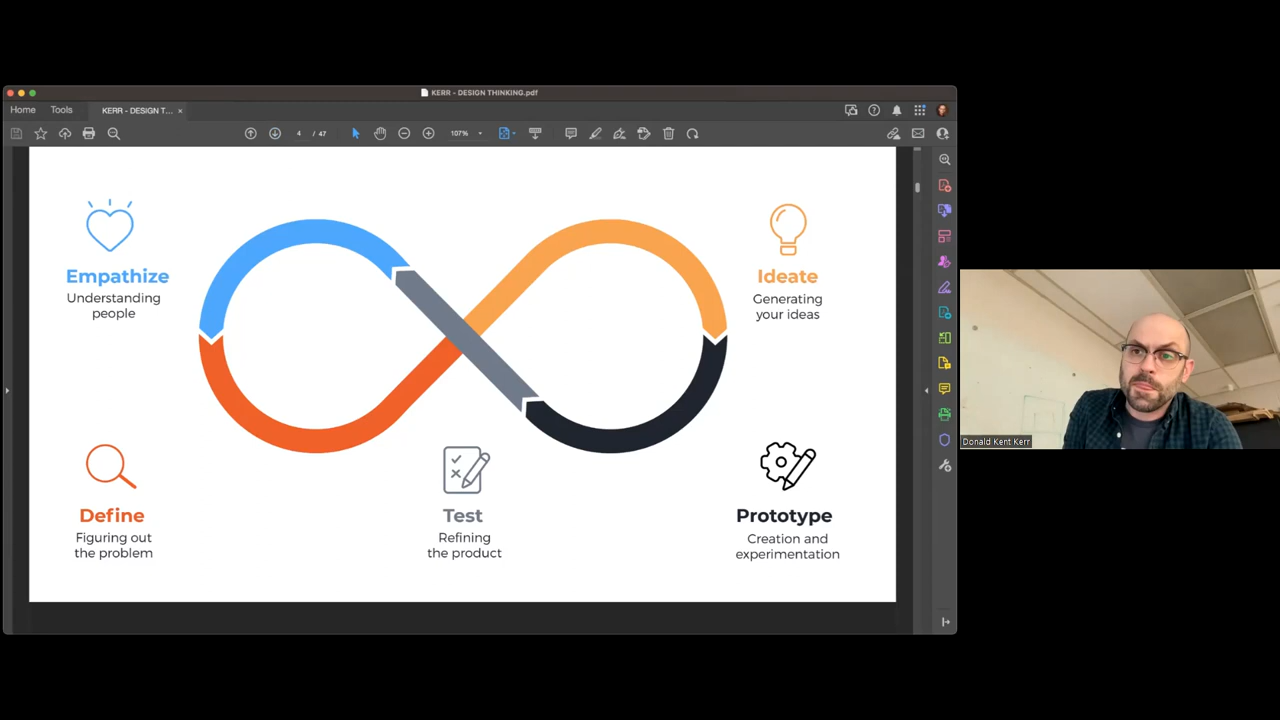 KERR - DESIGN THINKING.pdf
Home
Tools
KERR - DESIGN T... ×
4 / 47
107%
Empathize
Understanding
people
Ideate
Generating
your ideas
Define
Figuring out
the problem
Test
Refining
the product
Prototype
Creation and
experimentation
Donald Kent Kerr